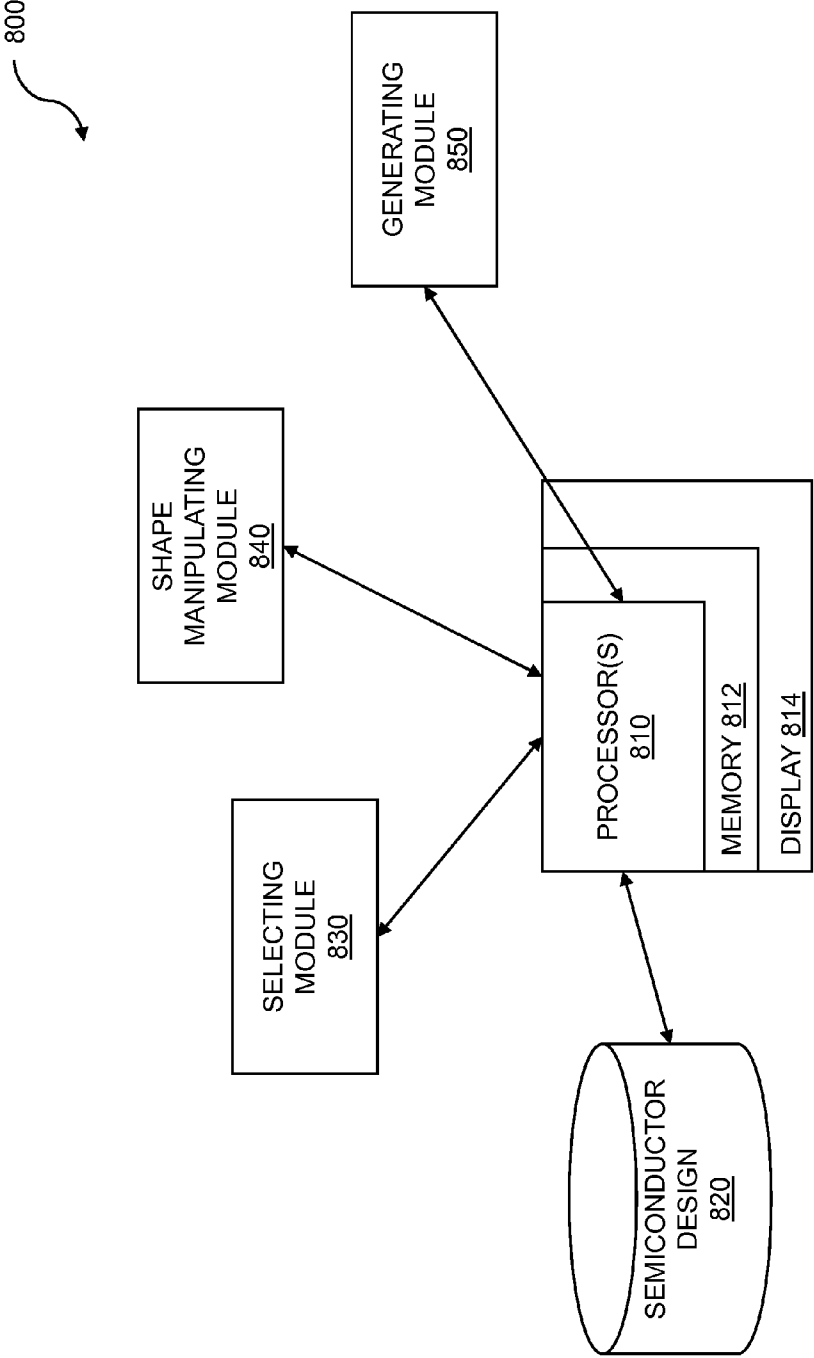 800
SELECTING
MODULE
830
SHAPE
MANIPULATING
MODULE
840
GENERATING
MODULE
850
SEMICONDUCTOR
DESIGN
820
PROCESSOR(S)
810
MEMORY 812
DISPLAY 814